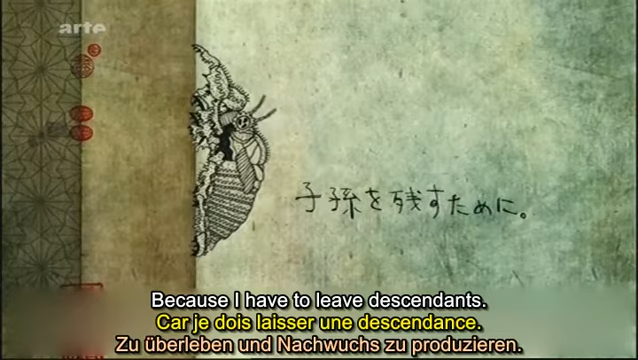 arte
子孫を残すために。
Because I have to leave descendants.
Car je dois laisser une descendance.
Zu überleben und Nachwuchs zu produzieren.